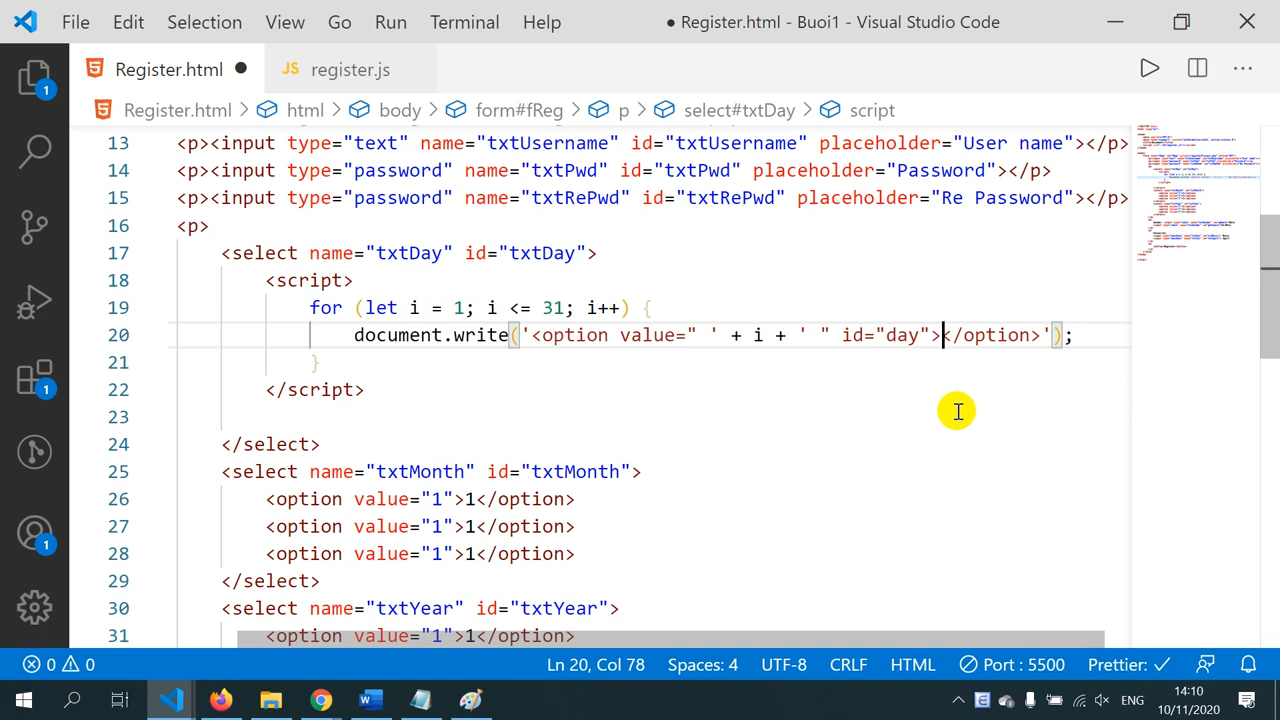 File Edit Selection View Go Run Terminal Help ● Register.html - Buoi1 - Visual Studio Code
Register.html ● JS register.js
Register.html > html > body > form#fReg > p > select#txtDay > script
13 <p><input type="text" name="txtUsername" id="txtUsername" placeholder="User name"></p>
14 <p><input type="password" name="txtPwd" id="txtPwd" placeholder="Password"></p>
15 <p><input type="password" name="txtRePwd" id="txtRePwd" placeholder="Re Password"></p>
16 <p>
17 <select name="txtDay" id="txtDay">
18 <script>
19 for (let i = 1; i <= 31; i++) {
20 document.write('<option value=" ' + i + ' " id="day"></option>');
21 }
22 </script>
23
24 </select>
25 <select name="txtMonth" id="txtMonth">
26 <option value="1">1</option>
27 <option value="1">1</option>
28 <option value="1">1</option>
29 </select>
30 <select name="txtYear" id="txtYear">
31 <option value="1">1</option>
1
1
1
0 0 Ln 20, Col 78 Spaces: 4 UTF-8 CRLF HTML Port : 5500 Prettier: ✓
ENG 14:10
10/11/2020